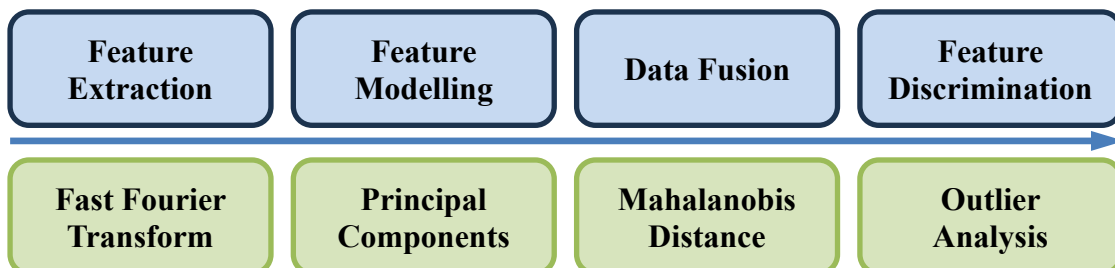 Feature
Extraction
Feature
Modelling
Data Fusion
Feature
Discrimination
Fast Fourier
Transform
Principal
Components
Mahalanobis
Distance
Outlier
Analysis